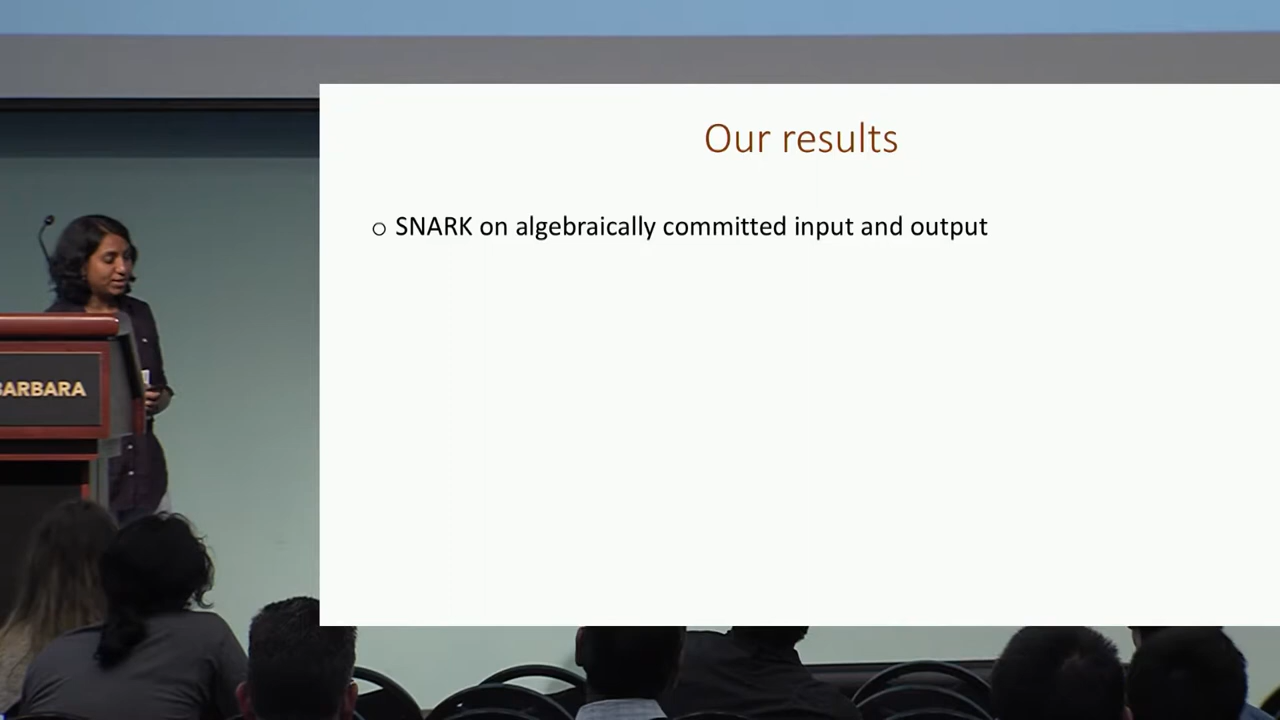 Our results
○ SNARK on algebraically committed input and output
BARBARA